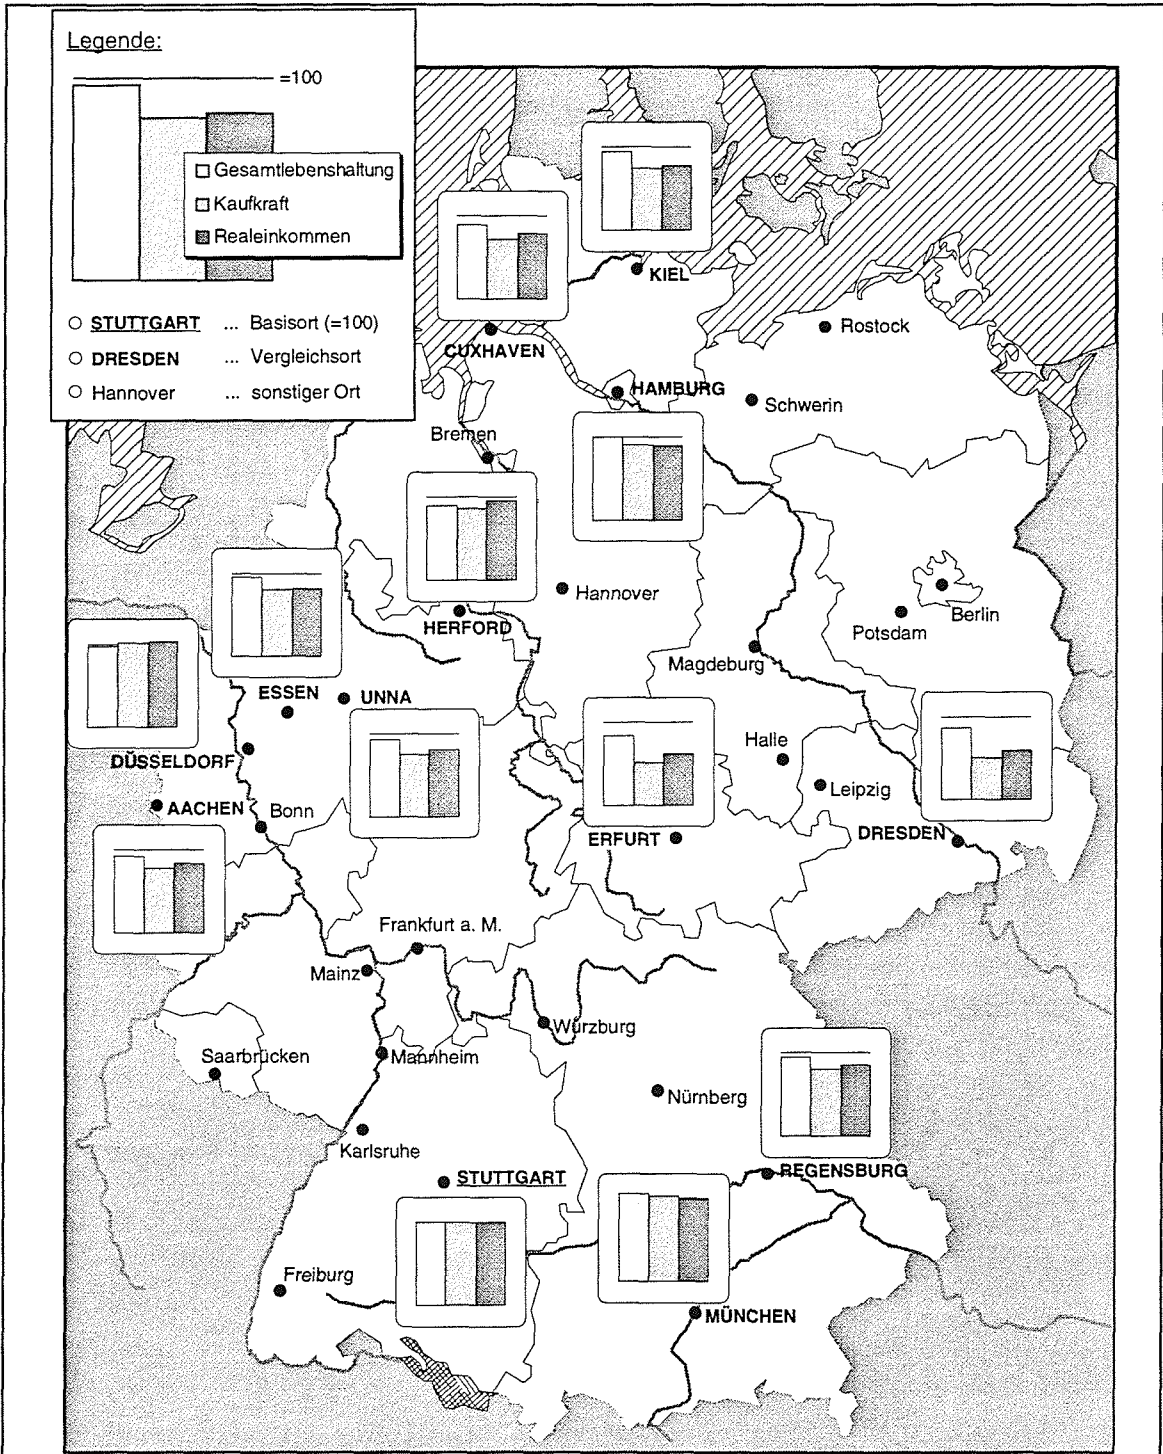 Legende:
=100
Gesamtlebenshaltung
Kaufkraft
Realeinkommen
STUTTGART ... Basisort (=100)
DRESDEN ... Vergleichsort
Hannover ... sonstiger Ort
KIEL
CUXHAVEN
Rostock
HAMBURG
Schwerin
Bremen
Hannover
Berlin
Potsdam
HERFORD
Magdeburg
ESSEN
UNNA
DÜSSELDORF
Halle
Leipzig
AACHEN
Bonn
ERFURT
DRESDEN
Frankfurt a. M.
Mainz
Würzburg
Saarbrücken
Mannheim
Nürnberg
Karlsruhe
STUTTGART
REGENSBURG
Freiburg
MÜNCHEN